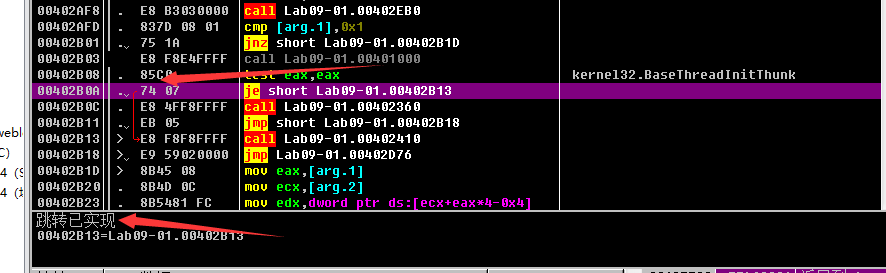 00402AF8 . E8 B3030000 call Lab09-01.00402EB0
00402AFD . 837D 08 01 cmp [arg.1],0x1
00402B01 .⌄ 75 1A jnz short Lab09-01.00402B1D
00402B03 E8 F8E4FFFF call Lab09-01.00401000
00402B08 . 85C0 test eax,eax kernel32.BaseThreadInitThunk
00402B0A .⌄ 74 07 je short Lab09-01.00402B13
00402B0C . E8 4FF8FFFF call Lab09-01.00402360
00402B11 .⌄ EB 05 jmp short Lab09-01.00402B18
00402B13 > E8 F8F8FFFF call Lab09-01.00402410
00402B18 >⌄ E9 59020000 jmp Lab09-01.00402D76
00402B1D > 8B45 08 mov eax,[arg.1]
00402B20 . 8B4D 0C mov ecx,[arg.2]
00402B23 . 8B5481 FC mov edx,dword ptr ds:[ecx+eax*4-0x4]
跳转已实现
00402B13=Lab09-01.00402B13